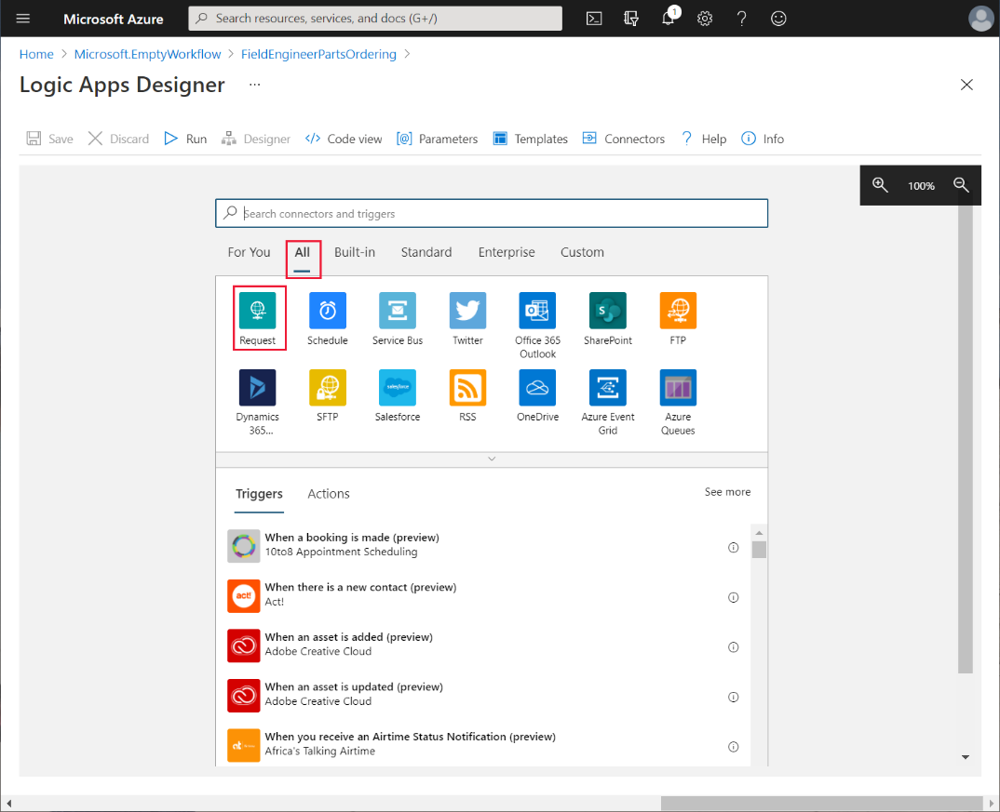 Microsoft Azure
Search resources, services, and docs (G+/)
1
Home > Microsoft.EmptyWorkflow > FieldEngineerPartsOrdering >
Logic Apps Designer ...
Save Discard Run Designer Code view Parameters Templates Connectors Help Info
100%
Search connectors and triggers
For You All Built-in Standard Enterprise Custom
Request Schedule Service Bus Twitter Office 365 SharePoint FTP
Outlook
Dynamics SFTP Salesforce RSS OneDrive Azure Event Azure
365... Grid Queues
Triggers Actions See more
When a booking is made (preview)
10to8 Appointment Scheduling
When there is a new contact (preview)
act!
Act!
When an asset is added (preview)
Adobe Creative Cloud
When an asset is updated (preview)
Adobe Creative Cloud
When you receive an Airtime Status Notification (preview)
Africa's Talking Airtime